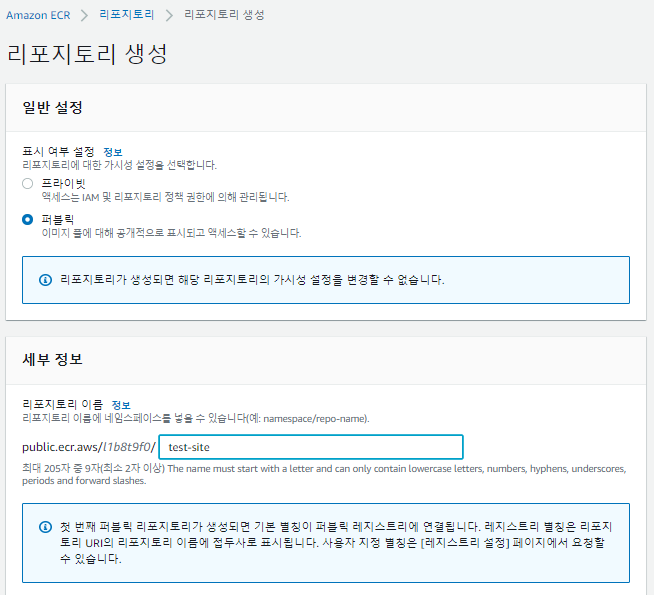 Amazon ECR > 리포지토리 > 리포지토리 생성
리포지토리 생성
일반 설정
표시 여부 설정 정보
리포지토리에 대한 가시성 설정을 선택합니다.
프라이빗
액세스는 IAM 및 리포지토리 정책 권한에 의해 관리됩니다.
퍼블릭
이미지 풀에 대해 공개적으로 표시되고 액세스할 수 있습니다.
리포지토리가 생성되면 해당 리포지토리의 가시성 설정을 변경할 수 없습니다.
세부 정보
리포지토리 이름 정보
리포지토리 이름에 네임스페이스를 넣을 수 있습니다(예: namespace/repo-name).
public.ecr.aws/l1b8t9f0/ test-site
최대 205자 중 9자(최소 2자 이상) The name must start with a letter and can only contain lowercase letters, numbers, hyphens, underscores,
periods and forward slashes.
첫 번째 퍼블릭 리포지토리가 생성되면 기본 별칭이 퍼블릭 레지스트리에 연결됩니다. 레지스트리 별칭은 리포지
토리 URI의 리포지토리 이름에 접두사로 표시됩니다. 사용자 지정 별칭은 [레지스트리 설정] 페이지에서 요청할
수 있습니다.